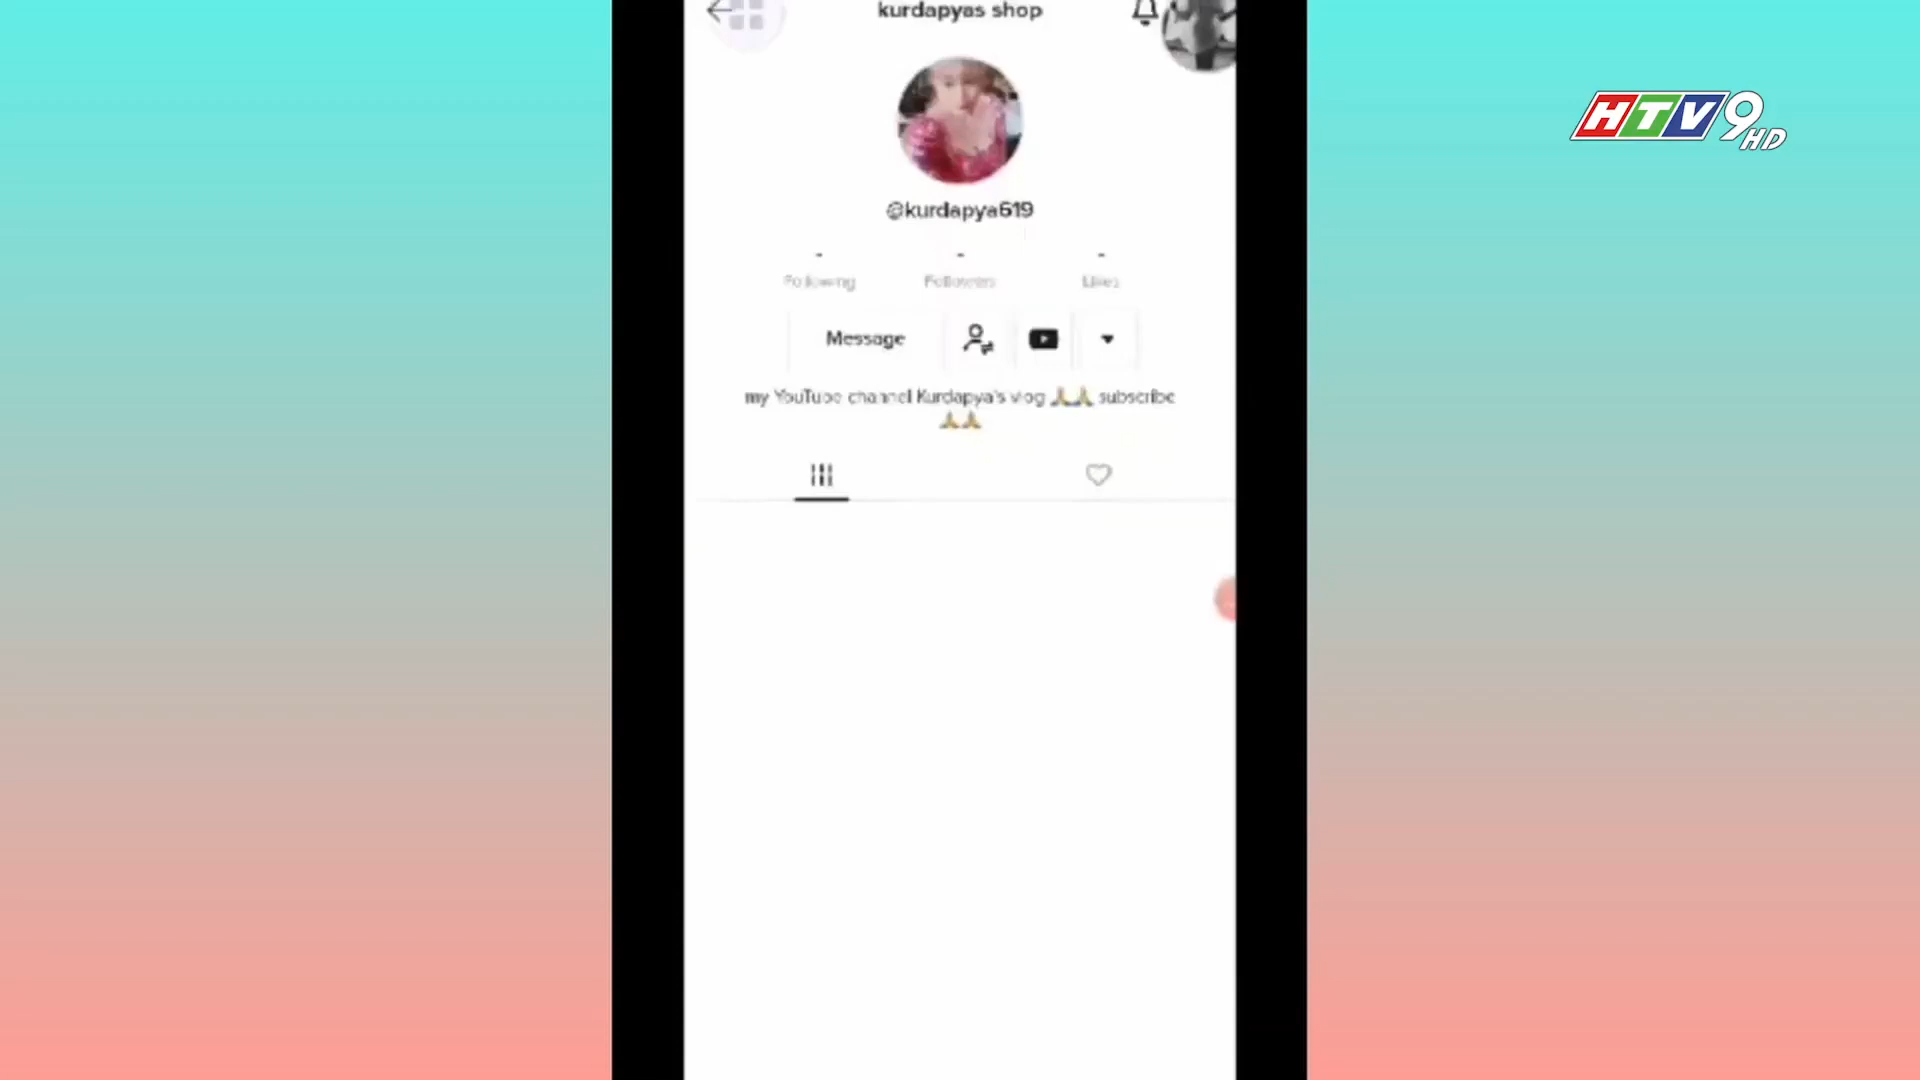 kurdapyas shop
HTV9 HD
@kurdapya619
- - -
Following Followers Likes
Message
my YouTube channel Kurdapya's vlog 🙏🙏 subscribe
🙏🙏